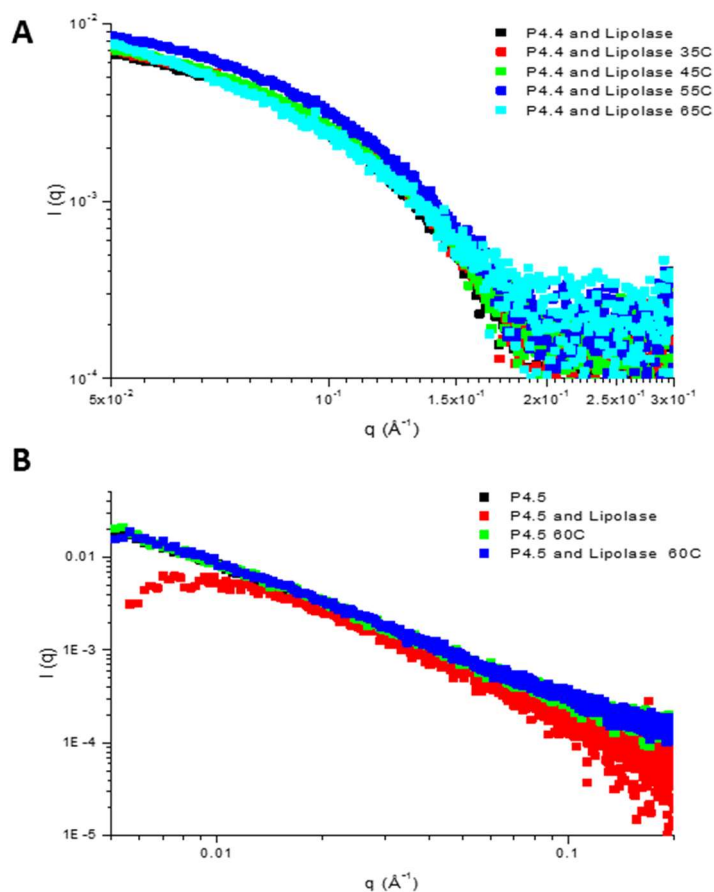 A
P4.4 and Lipolase
P4.4 and Lipolase 35C
P4.4 and Lipolase 45C
P4.4 and Lipolase 55C
P4.4 and Lipolase 65C
10⁻²
10⁻³
10⁻⁴
I (q)
5x10⁻² 10⁻¹ 1.5x10⁻¹ 2x10⁻¹ 2.5x10⁻¹ 3x10⁻¹
q (Å⁻¹)
B
P4.5
P4.5 and Lipolase
P4.5 60C
P4.5 and Lipolase 60C
0.01
1E-3
1E-4
1E-5
I (q)
0.01 0.1
q (Å⁻¹)